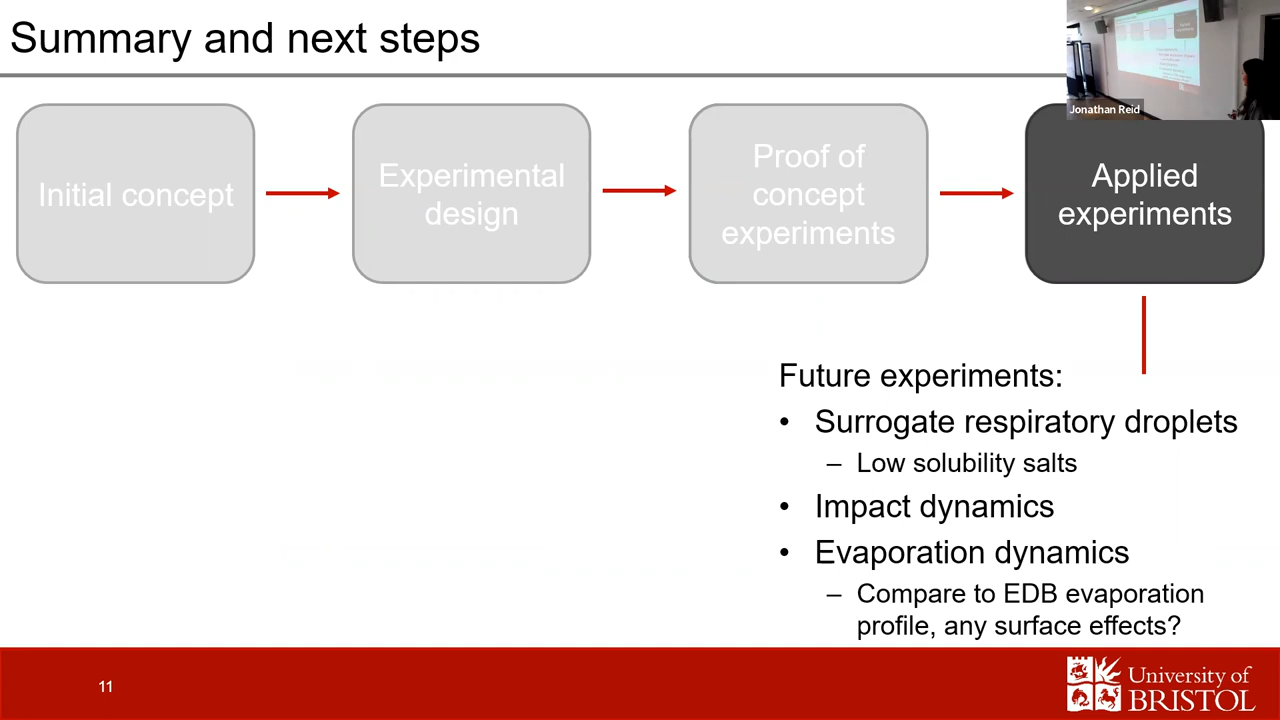 Summary and next steps
Jonathan Reid
Initial concept
Experimental
design
Proof of
concept
experiments
Applied
experiments
Future experiments:
• Surrogate respiratory droplets
– Low solubility salts
• Impact dynamics
• Evaporation dynamics
– Compare to EDB evaporation
profile, any surface effects?
11
University of
BRISTOL